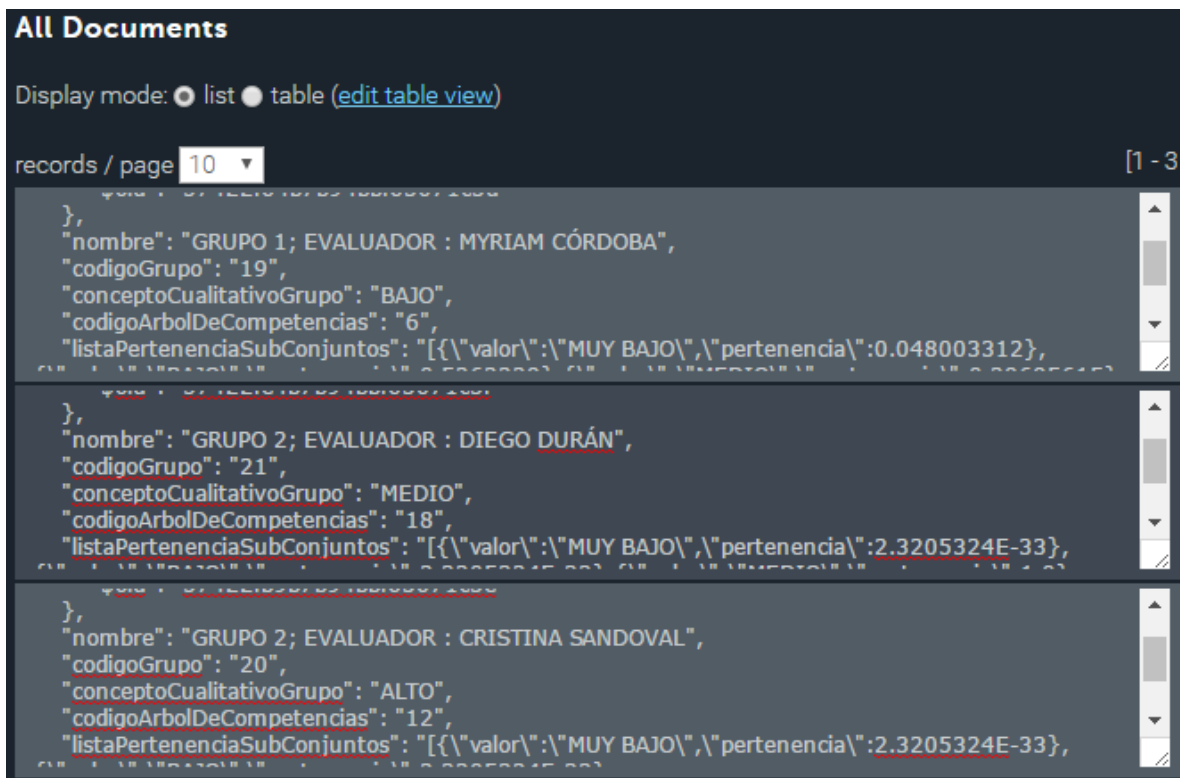 All Documents
Display mode: list table (edit table view)
records / page 10 [1 - 3
},
"nombre": "GRUPO 1; EVALUADOR : MYRIAM CÓRDOBA",
"codigoGrupo": "19",
"conceptoCualitativoGrupo": "BAJO",
"codigoArbolDeCompetencias": "6",
"listaPertenenciaSubConjuntos": "[{\"valor\":\"MUY BAJO\",\"pertenencia\":0.048003312},
},
"nombre": "GRUPO 2; EVALUADOR : DIEGO DURÁN",
"codigoGrupo": "21",
"conceptoCualitativoGrupo": "MEDIO",
"codigoArbolDeCompetencias": "18",
"listaPertenenciaSubConjuntos": "[{\"valor\":\"MUY BAJO\",\"pertenencia\":2.3205324E-33},
},
"nombre": "GRUPO 2; EVALUADOR : CRISTINA SANDOVAL",
"codigoGrupo": "20",
"conceptoCualitativoGrupo": "ALTO",
"codigoArbolDeCompetencias": "12",
"listaPertenenciaSubConjuntos": "[{\"valor\":\"MUY BAJO\",\"pertenencia\":2.3205324E-33},